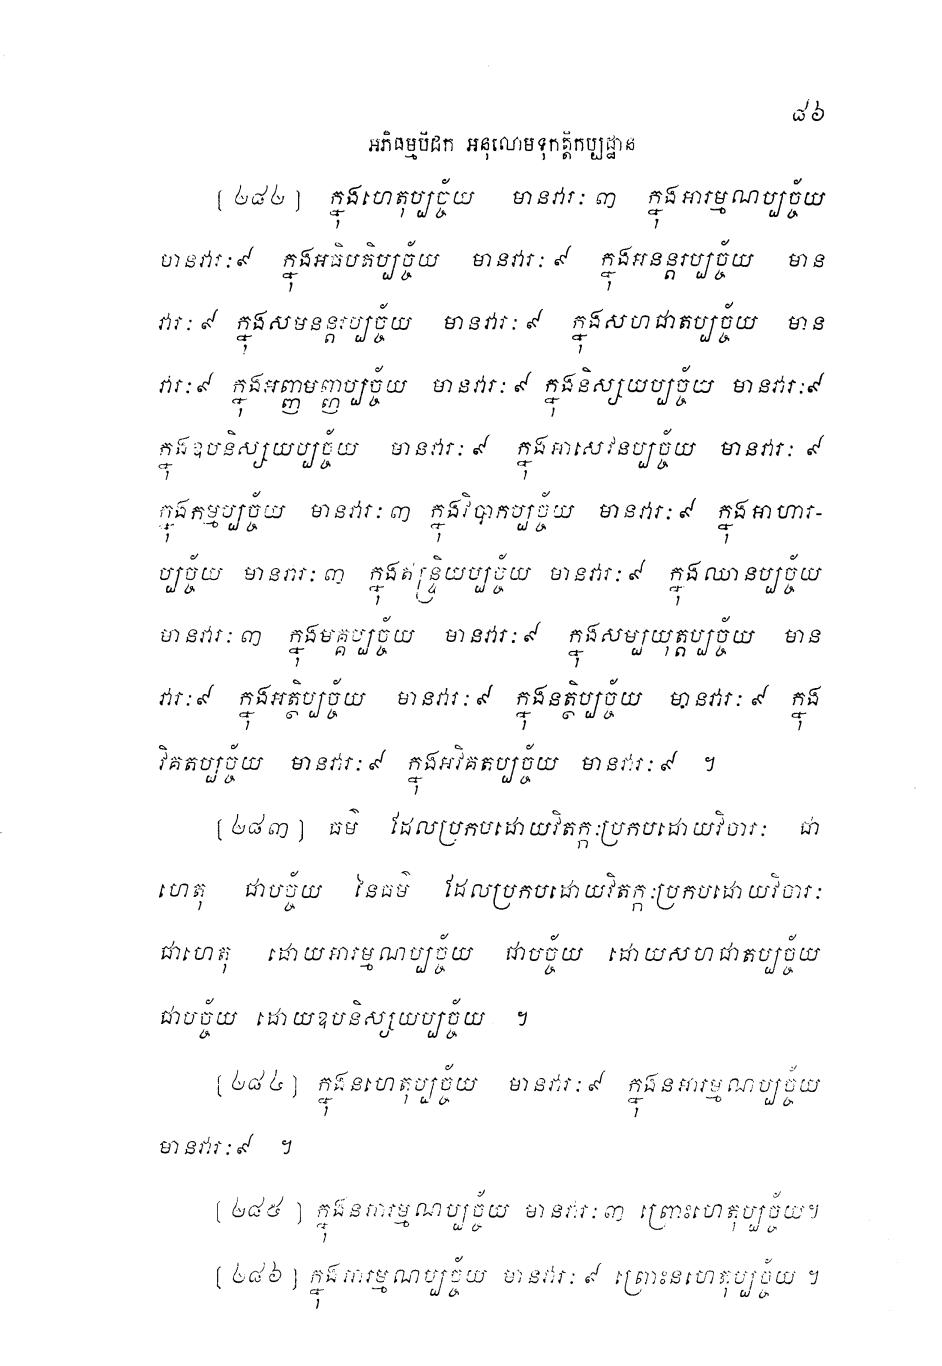 ៨៦
អភិធម្មបិដក អនុលោមទុកត្តិកប្បដ្ឋាន
[ ២៨២ ] ក្នុងហេតុប្បច្ច័យ មានវារៈ ៣ ក្នុងអារម្មណប្បច្ច័យ
មានវារៈ ៩ ក្នុងអធិបតិប្បច្ច័យ មានវារៈ ៩ ក្នុងអនន្តរប្បច្ច័យ មាន
វារៈ ៩ ក្នុងសមនន្តរប្បច្ច័យ មានវារៈ ៩ ក្នុងសហជាតប្បច្ច័យ មាន
វារៈ ៩ ក្នុងអញ្ញមញ្ញប្បច្ច័យ មានវារៈ ៩ ក្នុងនិស្សយប្បច្ច័យ មានវារៈ ៩
ក្នុងឧបនិស្សយប្បច្ច័យ មានវារៈ ៩ ក្នុងអាសេវនប្បច្ច័យ មានវារៈ ៩
ក្នុងកម្មប្បច្ច័យ មានវារៈ ៣ ក្នុងវិបាកប្បច្ច័យ មានវារៈ ៩ ក្នុងអាហារ-
ប្បច្ច័យ មានវារៈ ៣ ក្នុងឥន្ទ្រិយប្បច្ច័យ មានវារៈ ៩ ក្នុងឈានប្បច្ច័យ
មានវារៈ ៣ ក្នុងមគ្គប្បច្ច័យ មានវារៈ ៩ ក្នុងសម្បយុត្តប្បច្ច័យ មាន
វារៈ ៩ ក្នុងអត្ថិប្បច្ច័យ មានវារៈ ៩ ក្នុងនត្ថិប្បច្ច័យ មានវារៈ ៩ ក្នុង
វិគតប្បច្ច័យ មានវារៈ ៩ ក្នុងអវិគតប្បច្ច័យ មានវារៈ ៩ ។
[ ២៨៣ ] ធម៌ ដែលប្រកបដោយវិតក្កៈប្រកបដោយវិចារៈ ជា
ហេតុ ជាបច្ច័យ នៃធម៌ ដែលប្រកបដោយវិតក្កៈប្រកបដោយវិចារៈ
ជាហេតុ ដោយអារម្មណប្បច្ច័យ ជាបច្ច័យ ដោយសហជាតប្បច្ច័យ
ជាបច្ច័យ ដោយឧបនិស្សយប្បច្ច័យ ។
[ ២៨៤ ] ក្នុងនហេតុប្បច្ច័យ មានវារៈ ៩ ក្នុងនអារម្មណប្បច្ច័យ
មានវារៈ ៩ ។
[ ២៨៥ ] ក្នុងនអារម្មណប្បច្ច័យ មានវារៈ ៣ ព្រោះហេតុប្បច្ច័យ ។
[ ២៨៦ ] ក្នុងអារម្មណប្បច្ច័យ មានវារៈ ៩ ព្រោះនហេតុប្បច្ច័យ ។